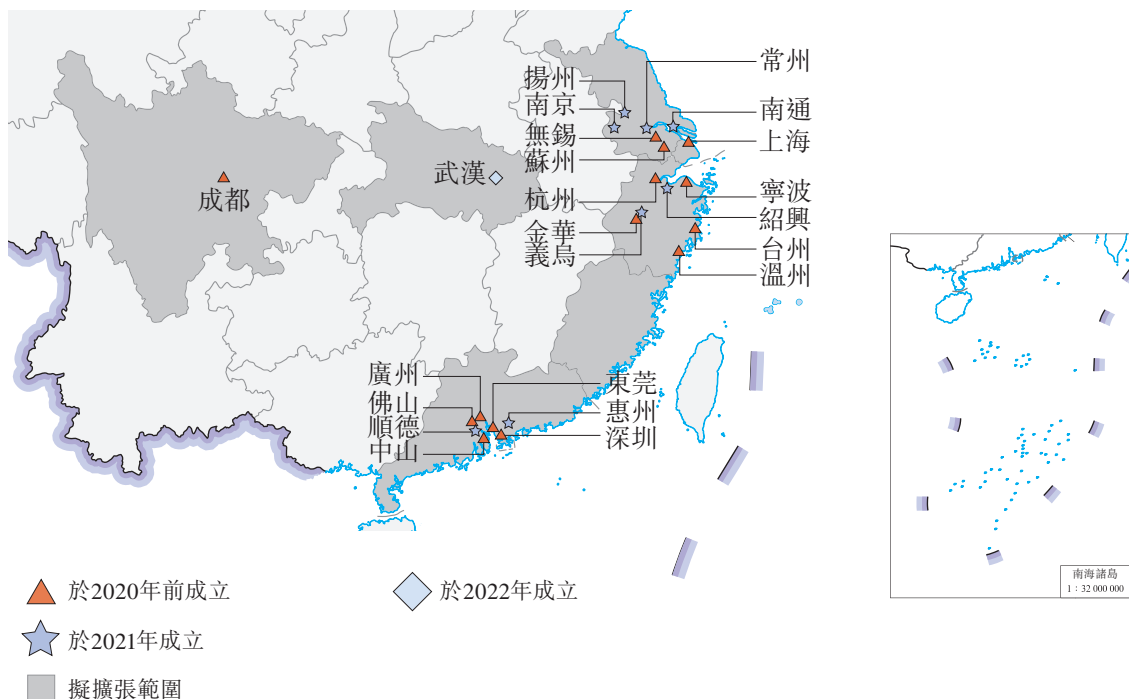 常州
揚州
南京
南通
無錫
上海
蘇州
武漢
成都
杭州
寧波
紹興
金華
義烏
台州
溫州
廣州
東莞
佛山
惠州
順德
深圳
中山
南海諸島
1：32 000 000
於2020年前成立
於2022年成立
於2021年成立
擬擴張範圍